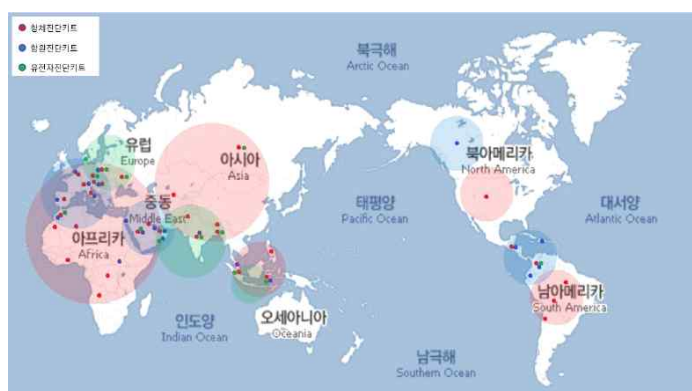 항체진단키트
항원진단키트
유전자진단키트
북극해
Arctic Ocean
유럽
Europe
아시아
Asia
북아메리카
North America
중동
Middle East
태평양
Pacific Ocean
대서양
Atlantic Ocean
아프리카
Africa
인도양
Indian Ocean
오세아니아
Oceania
남아메리카
South America
남극해
Southern Ocean